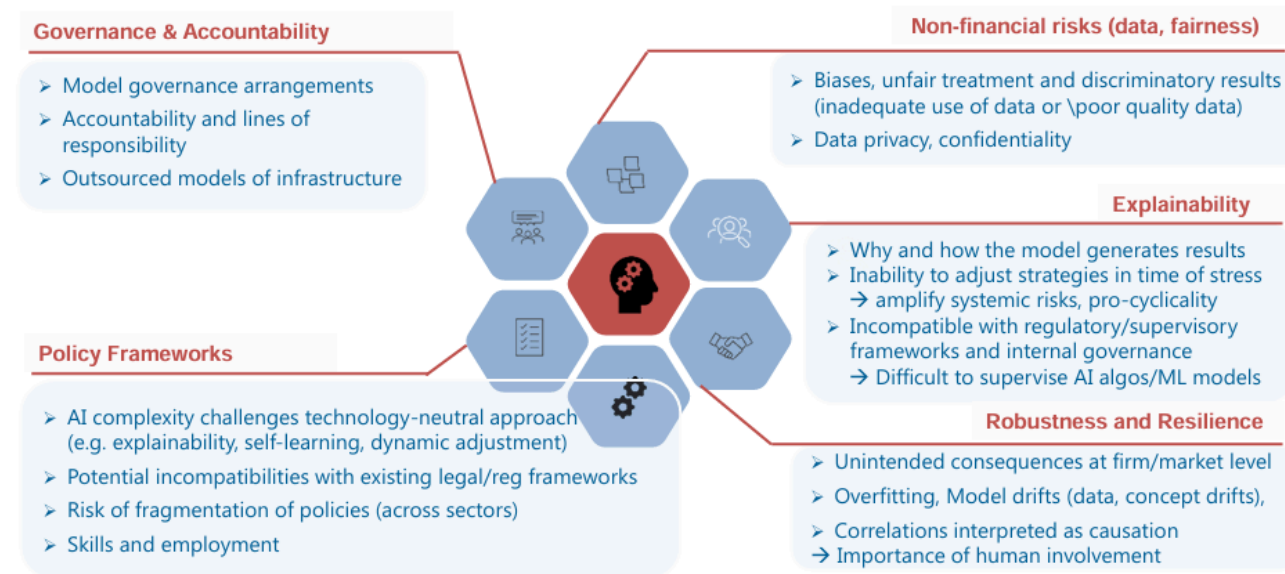 Governance & Accountability
➢ Model governance arrangements
➢ Accountability and lines of
responsibility
➢ Outsourced models of infrastructure
Non-financial risks (data, fairness)
➢ Biases, unfair treatment and discriminatory results
(inadequate use of data or \poor quality data)
➢ Data privacy, confidentiality
Explainability
➢ Why and how the model generates results
➢ Inability to adjust strategies in time of stress
→ amplify systemic risks, pro-cyclicality
➢ Incompatible with regulatory/supervisory
frameworks and internal governance
→ Difficult to supervise AI algos/ML models
Policy Frameworks
➢ AI complexity challenges technology-neutral approach
(e.g. explainability, self-learning, dynamic adjustment)
➢ Potential incompatibilities with existing legal/reg frameworks
➢ Risk of fragmentation of policies (across sectors)
➢ Skills and employment
Robustness and Resilience
➢ Unintended consequences at firm/market level
➢ Overfitting, Model drifts (data, concept drifts),
➢ Correlations interpreted as causation
→ Importance of human involvement